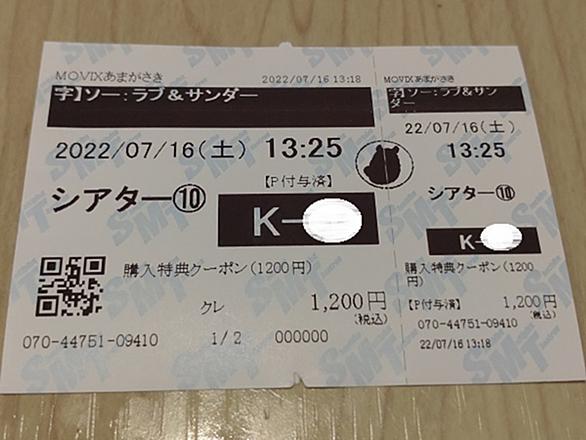 MOVIXあまがさき 2022/07/16 13:18
字】ソー:ラブ&サンダー
2022/07/16(土) 13:25
【P付与済】
シアター⑩
K-
購入特典クーポン(1200円)
クレ 1,200円
(税込)
070-44751-09410 1/2 000000
MOVIXあまがさき
字】ソー:ラブ&サン
ダー
22/07/16(土)
13:25
シアター⑩
K-
購入特典クーポン(1200
円)
【P付与済】 1,200円
(税込)
070-44751-09410
22/07/16 13:18
SMT